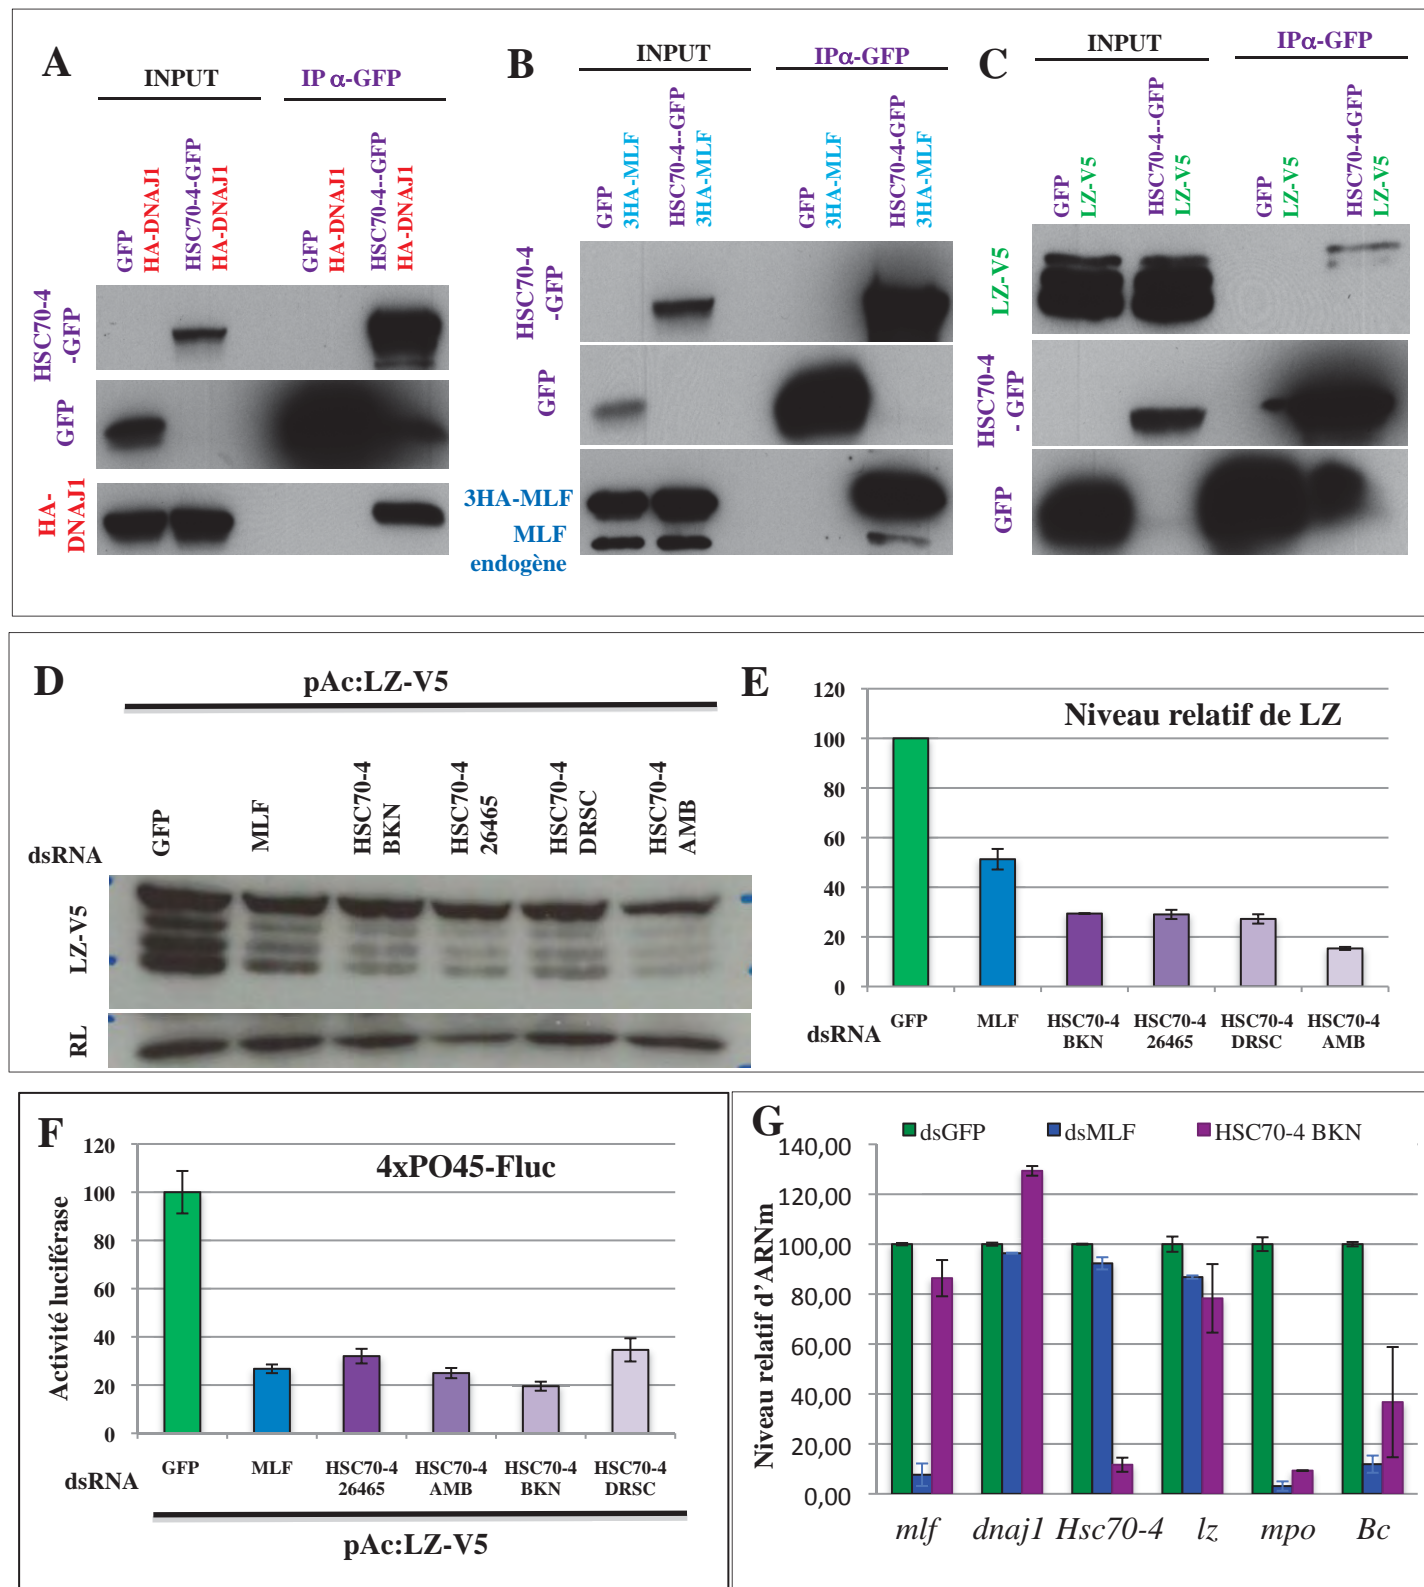 A
INPUT
IP α-GFP
GFP
HA-DNAJ1
HSC70-4-GFP
HA-DNAJ1
GFP
HA-DNAJ1
HSC70-4--GFP
HA-DNAJ1
HSC70-4
-GFP
GFP
HA-
DNAJ1
B
INPUT
IPα-GFP
GFP
3HA-MLF
HSC70-4--GFP
3HA-MLF
GFP
3HA-MLF
HSC70-4-GFP
3HA-MLF
HSC70-4
-GFP
GFP
3HA-MLF
MLF
endogène
C
INPUT
IPα-GFP
GFP
LZ-V5
HSC70-4--GFP
LZ-V5
GFP
LZ-V5
HSC70-4-GFP
LZ-V5
LZ-V5
HSC70-4
- GFP
GFP
D
pAc:LZ-V5
dsRNA
GFP
MLF
HSC70-4
BKN
HSC70-4
26465
HSC70-4
DRSC
HSC70-4
AMB
LZ-V5
RL
E
Niveau relatif de LZ
120
100
80
60
40
20
0
dsRNA
GFP
MLF
HSC70-4
BKN
HSC70-4
26465
HSC70-4
DRSC
HSC70-4
AMB
F
4xPO45-Fluc
Activité luciférase
120
100
80
60
40
20
0
dsRNA
GFP
MLF
HSC70-4
26465
HSC70-4
AMB
HSC70-4
BKN
HSC70-4
DRSC
pAc:LZ-V5
G
dsGFP
dsMLF
HSC70-4 BKN
Niveau relatif d'ARNm
140,00
120,00
100,00
80,00
60,00
40,00
20,00
0,00
mlf
dnaj1
Hsc70-4
lz
mpo
Bc